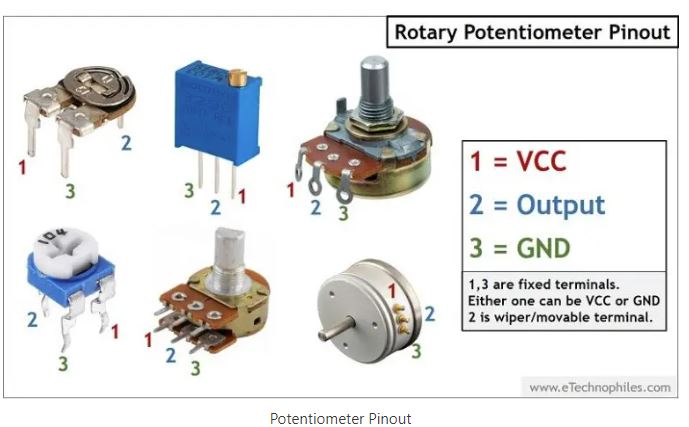 Rotary Potentiometer Pinout
1
2
3
3
2
1
1
2
3
104
2
3
1
1
2
3
1
2
3
1 = VCC
2 = Output
3 = GND
1,3 are fixed terminals.
Either one can be VCC or GND
2 is wiper/movable terminal.
www.eTechnophiles.com
Potentiometer Pinout